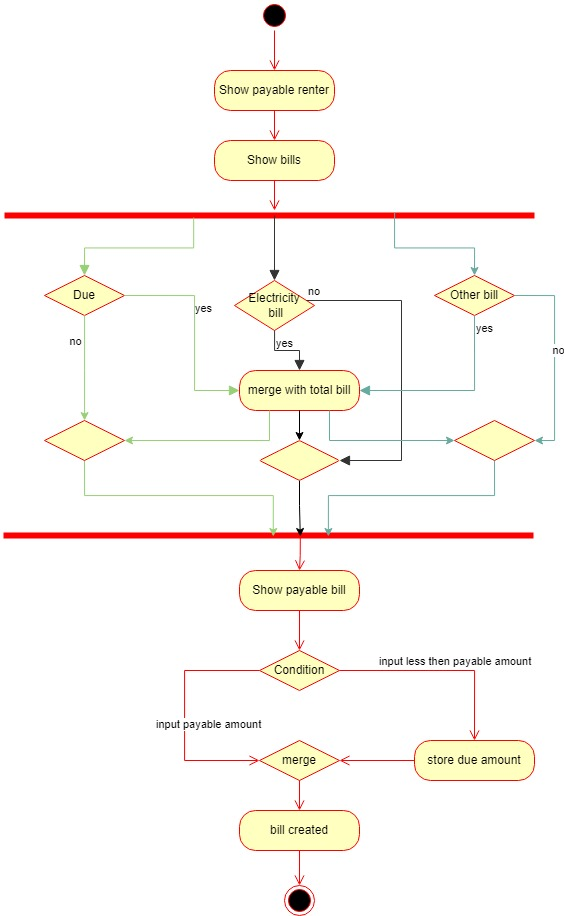 Show payable renter
Show bills
Due
Electricity
bill
no
Other bill
yes
no
yes
yes
no
merge with total bill
Show payable bill
Condition
input less then payable amount
input payable amount
merge
store due amount
bill created